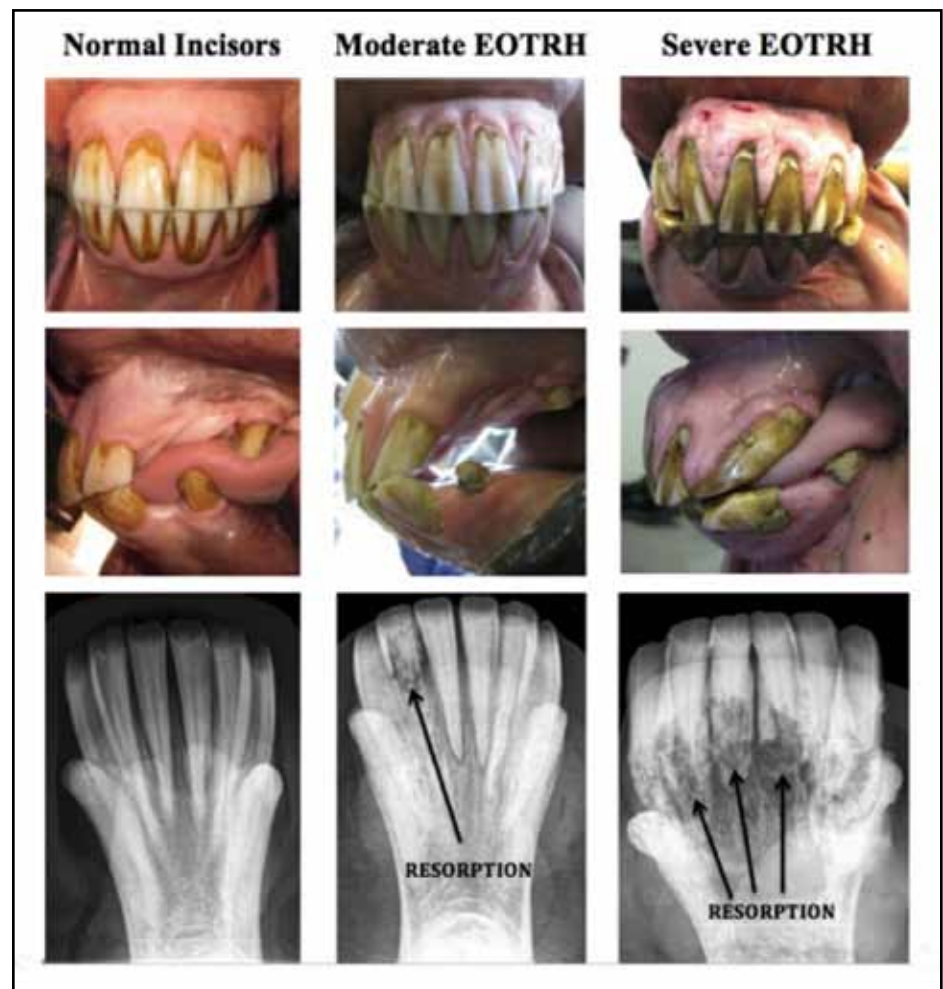 Normal Incisors
Moderate EOTRH
Severe EOTRH
RESORPTION
RESORPTION